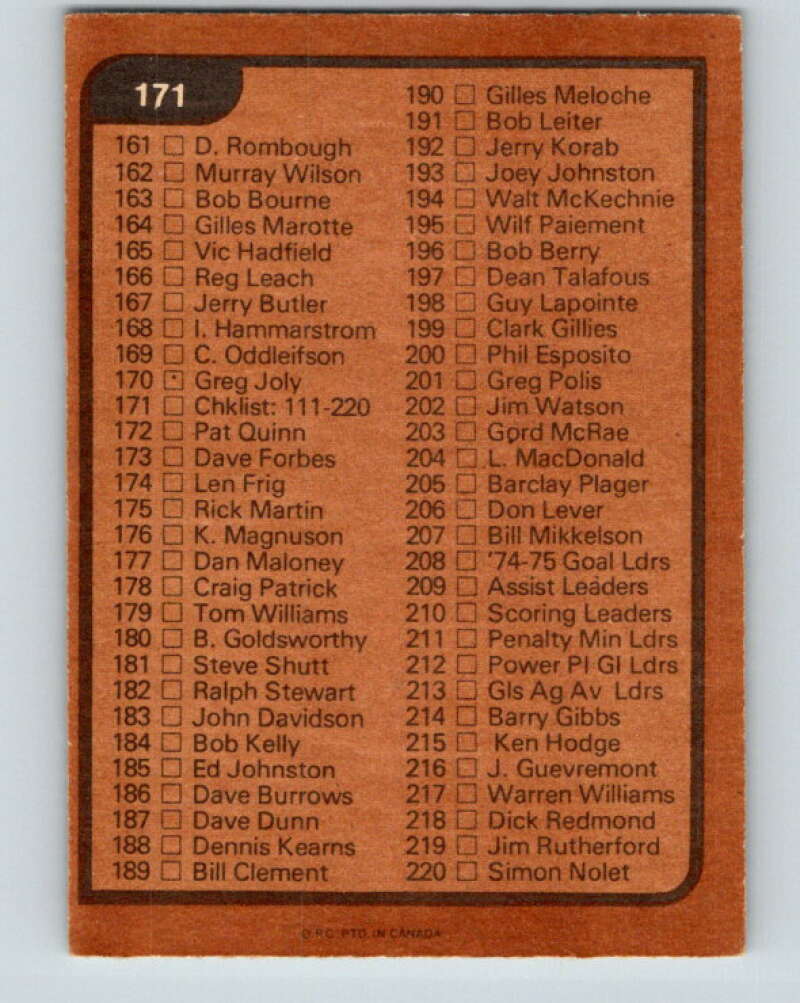 171
161 D. Rombough
162 Murray Wilson
163 Bob Bourne
164 Gilles Marotte
165 Vic Hadfield
166 Reg Leach
167 Jerry Butler
168 I. Hammarstrom
169 C. Oddleifson
170 Greg Joly
171 Chklist: 111-220
172 Pat Quinn
173 Dave Forbes
174 Len Frig
175 Rick Martin
176 K. Magnuson
177 Dan Maloney
178 Craig Patrick
179 Tom Williams
180 B. Goldsworthy
181 Steve Shutt
182 Ralph Stewart
183 John Davidson
184 Bob Kelly
185 Ed Johnston
186 Dave Burrows
187 Dave Dunn
188 Dennis Kearns
189 Bill Clement
190 Gilles Meloche
191 Bob Leiter
192 Jerry Korab
193 Joey Johnston
194 Walt McKechnie
195 Wilf Paiement
196 Bob Berry
197 Dean Talafous
198 Guy Lapointe
199 Clark Gillies
200 Phil Esposito
201 Greg Polis
202 Jim Watson
203 Gord McRae
204 L. MacDonald
205 Barclay Plager
206 Don Lever
207 Bill Mikkelson
208 '74-75 Goal Ldrs
209 Assist Leaders
210 Scoring Leaders
211 Penalty Min Ldrs
212 Power Pl Gl Ldrs
213 Gls Ag Av Ldrs
214 Barry Gibbs
215 Ken Hodge
216 J. Guevremont
217 Warren Williams
218 Dick Redmond
219 Jim Rutherford
220 Simon Nolet
PTD. IN CANADA